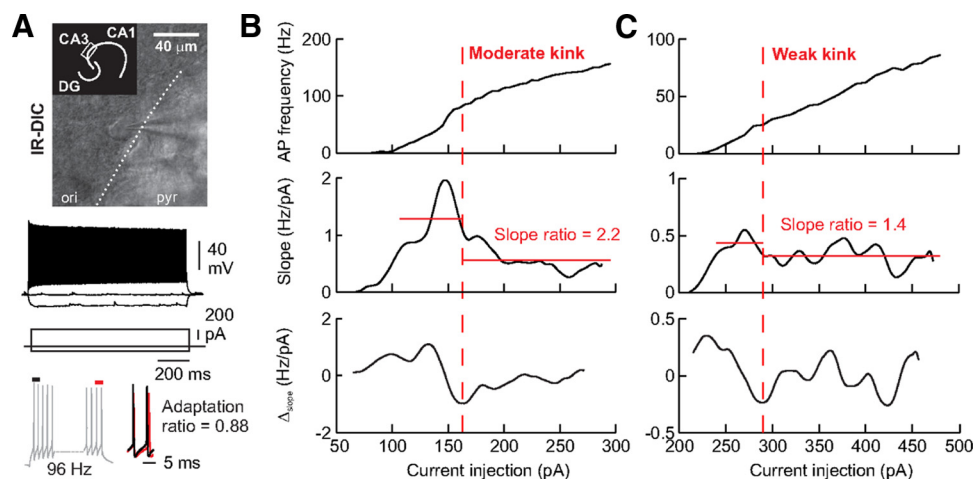 A
CA3
CA1
DG
40 μm
IR-DIC
ori
pyr
40
mV
200
pA
200 ms
96 Hz
Adaptation
ratio = 0.88
5 ms
B
AP frequency (Hz)
200
100
0
Moderate kink
Slope (Hz/pA)
2
1
0
Slope ratio = 2.2
Δslope (Hz/pA)
2
0
-2
50
100
150
200
250
300
Current injection (pA)
C
100
50
0
Weak kink
1
0.5
0
Slope ratio = 1.4
0.5
0
-0.5
200
250
300
350
400
450
500
Current injection (pA)